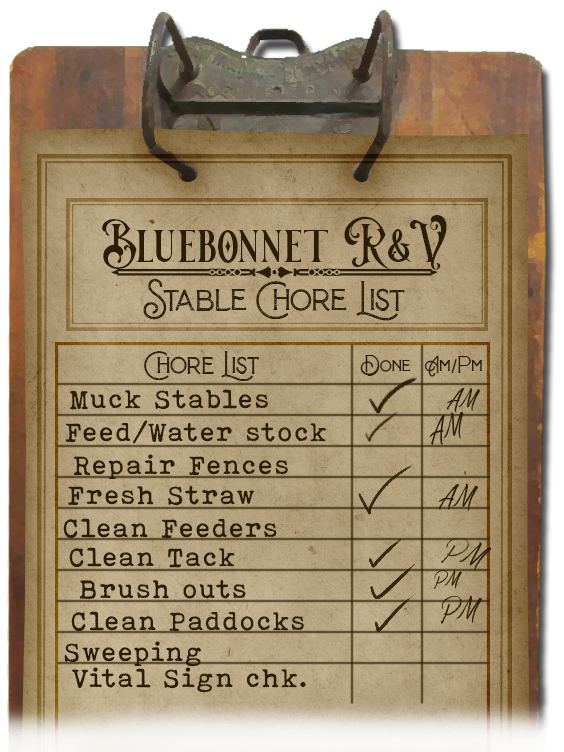 Bluebonnet R&V
Stable Chore List
Chore List Done Am/Pm
Muck Stables ✓ AM
Feed/Water stock ✓ AM
Repair Fences
Fresh Straw ✓ AM
Clean Feeders
Clean Tack ✓ PM
Brush outs ✓ PM
Clean Paddocks ✓ PM
Sweeping
Vital Sign chk.